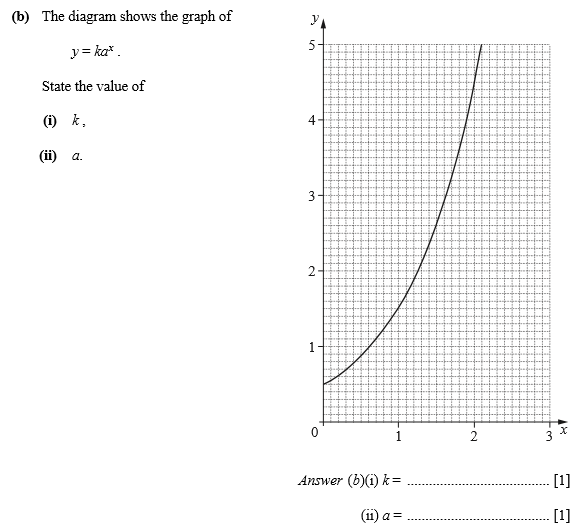 (b) The diagram shows the graph of
y = kaˣ .
State the value of
(i) k ,
(ii) a.
y
5
4
3
2
1
0
1
2
3
x
Answer (b)(i) k = ........................................ [1]
(ii) a = ........................................ [1]